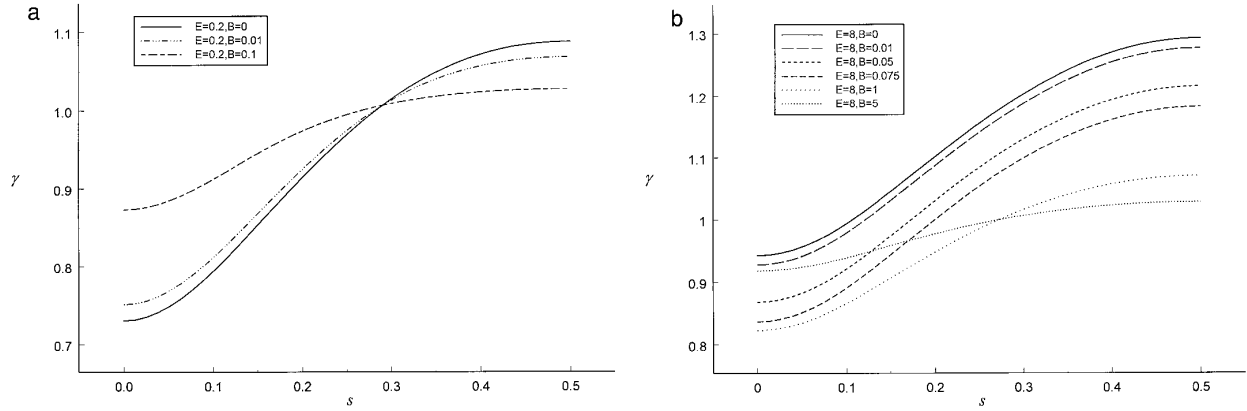 a
E=0.2,B=0
E=0.2,B=0.01
E=0.2,B=0.1
1.1
1.0
0.9
0.8
0.7
γ
0.0 0.1 0.2 0.3 0.4 0.5
s
b
E=8,B=0
E=8,B=0.01
E=8,B=0.05
E=8,B=0.075
E=8,B=1
E=8,B=5
1.3
1.2
1.1
1
0.9
0.8
γ
0 0.1 0.2 0.3 0.4 0.5
s